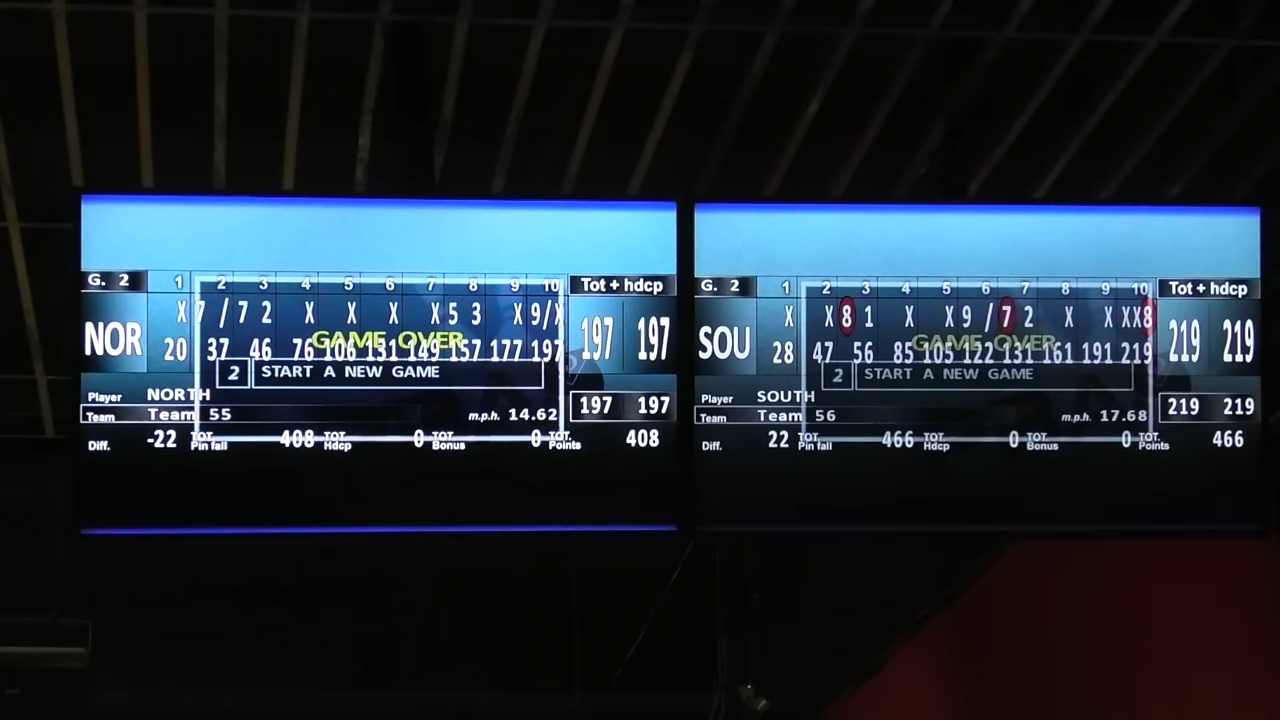 G. 2 1 2 3 4 5 6 7 8 9 10 Tot + hdcp
NOR X 7 / 7 2 X X X X 5 3 X 9 / X 197 197
20 37 46 76 106 131 149 157 177 197
GAME OVER
2 START A NEW GAME
Player NORTH
Team Team 55 m.p.h. 14.62 197 197
Diff. -22 TOT. Pin fall 408 TOT. Hdcp 0 TOT. Bonus 0 TOT. Points 408
G. 2 1 2 3 4 5 6 7 8 9 10 Tot + hdcp
SOU X X 8 1 X X 9 / 7 2 X X X X 8 219 219
28 47 56 85 105 122 131 161 191 219
GAME OVER
2 START A NEW GAME
Player SOUTH
Team Team 56 m.p.h. 17.68 219 219
Diff. 22 TOT. Pin fall 466 TOT. Hdcp 0 TOT. Bonus 0 TOT. Points 466